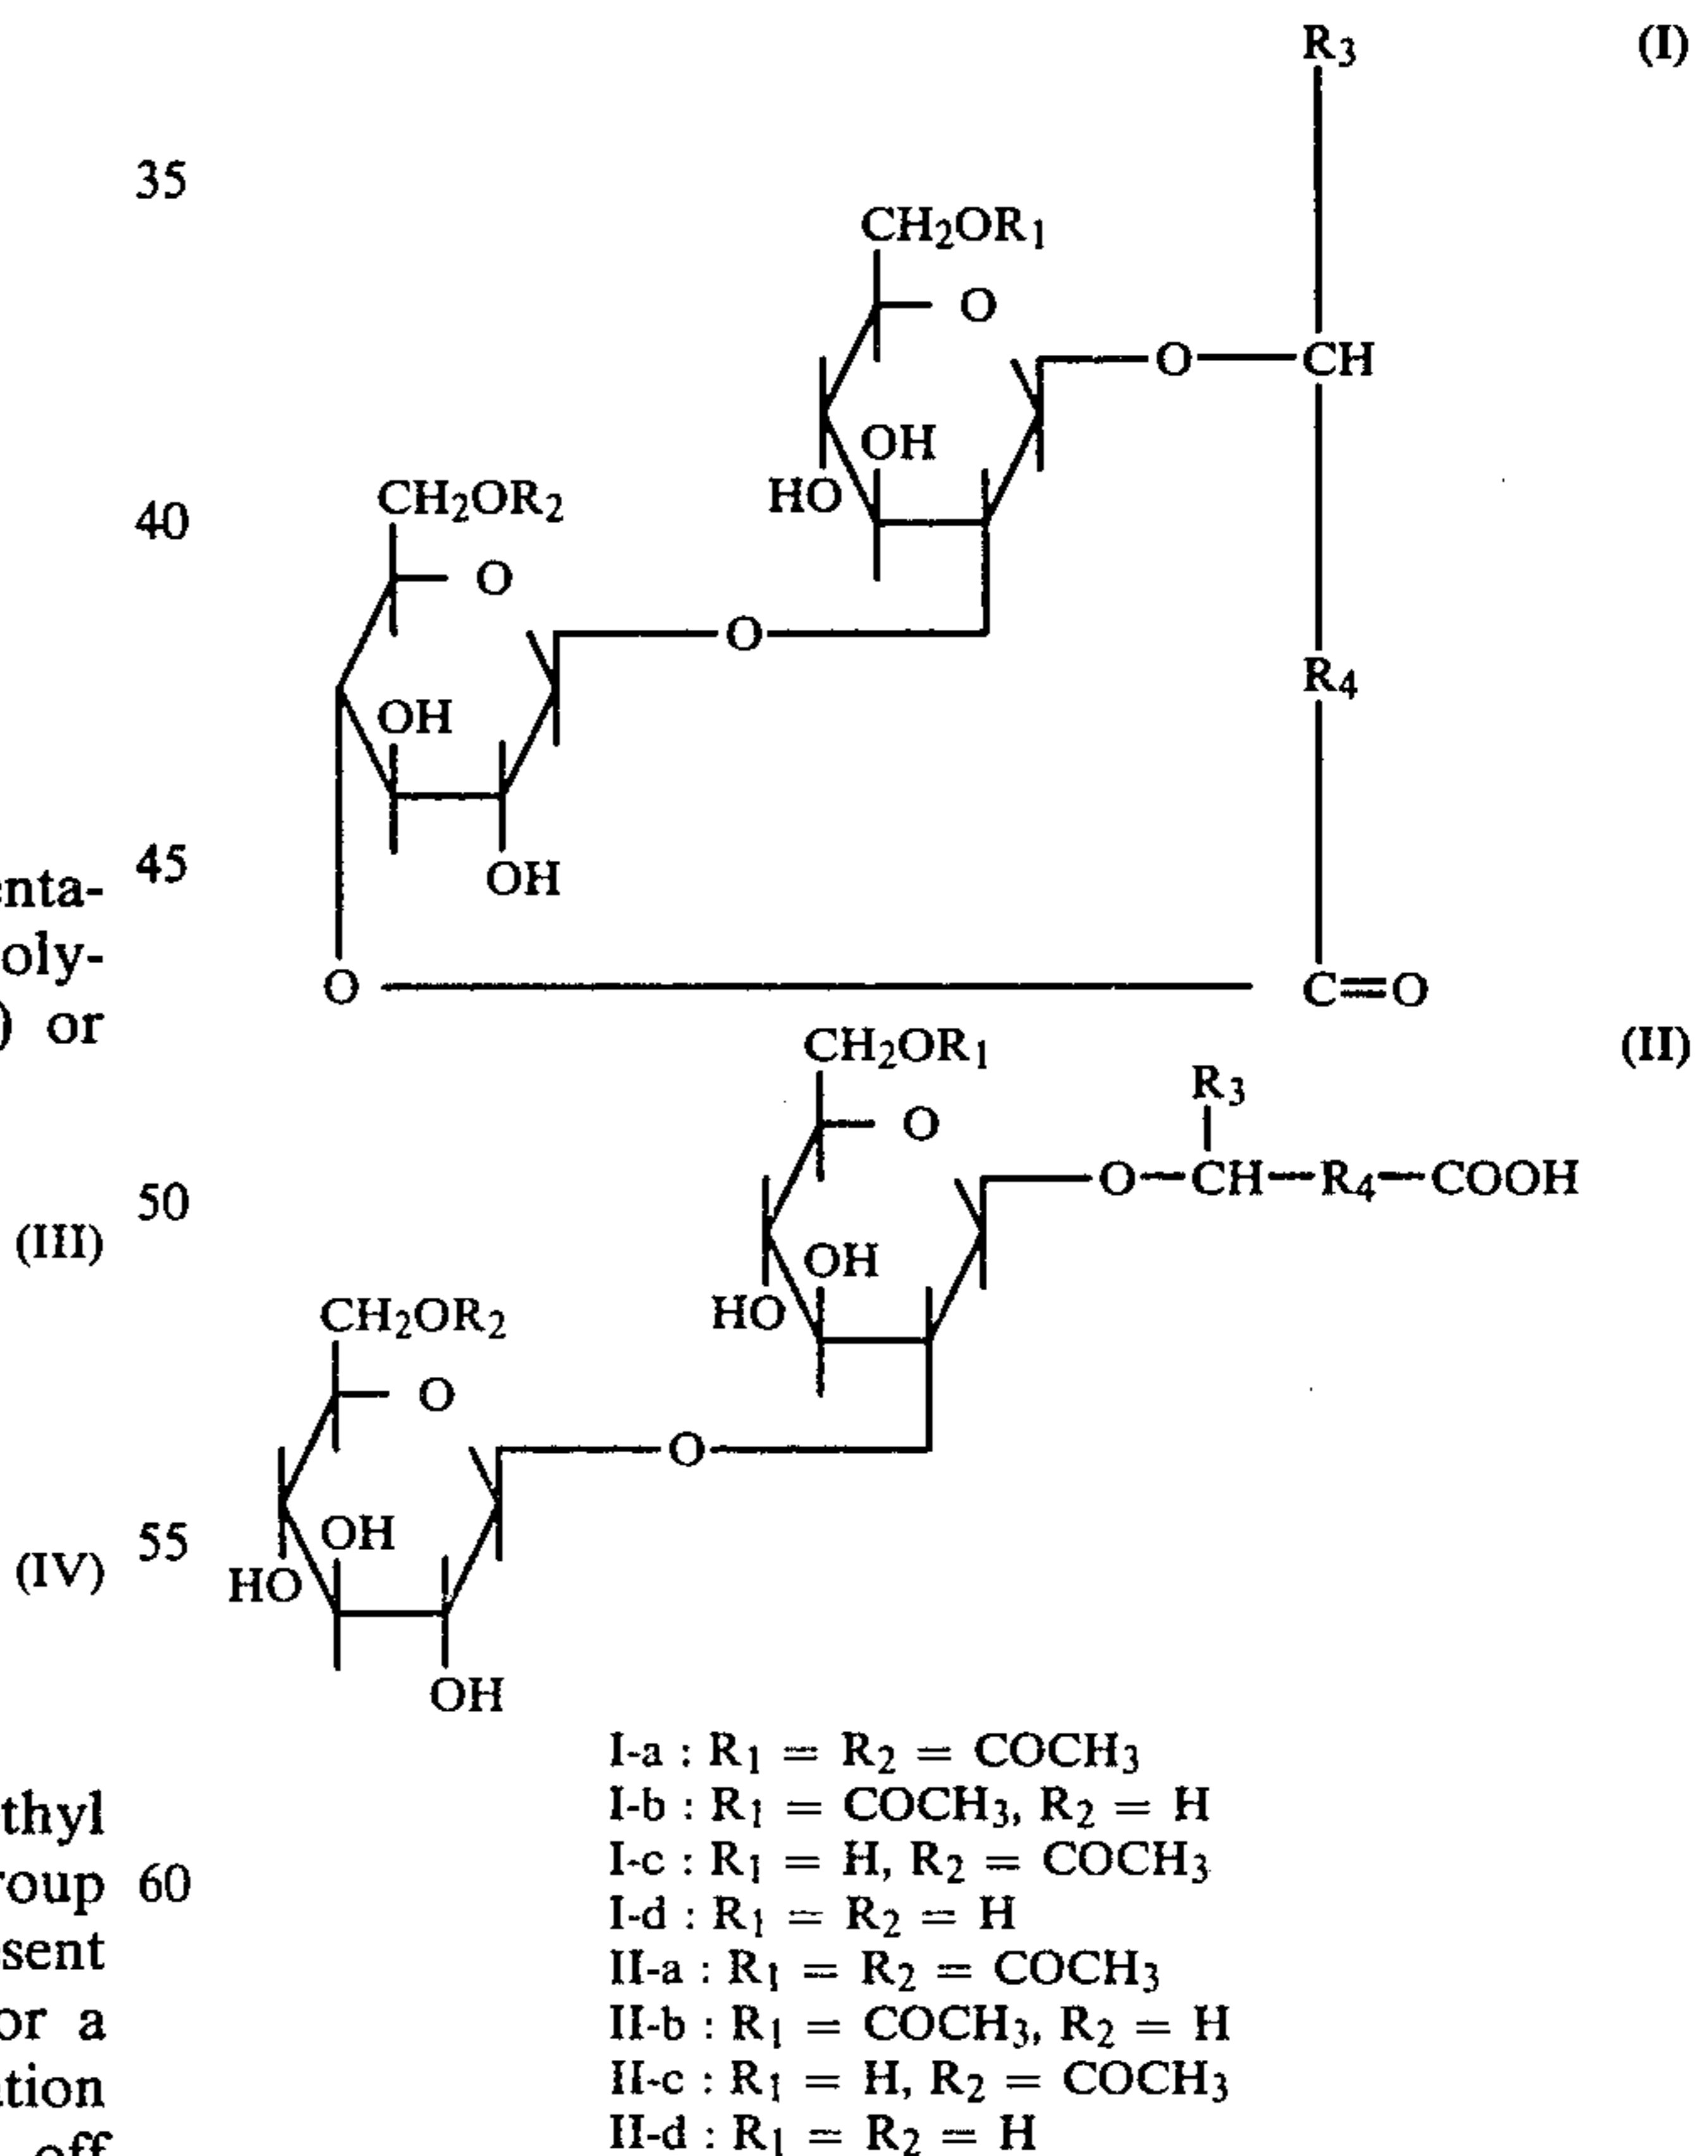 R3 (I)
35
CH2OR1
O
O CH
OH
HO
CH2OR2
40
O
O
R4
OH
45
enta-
OH
oly-
O C=O
) or
CH2OR1 (II)
R3
O
O—CH—R4—COOH
50
(III)
OH
HO
CH2OR2
O
O
OH
55
(IV)
HO
OH
I-a : R1 = R2 = COCH3
I-b : R1 = COCH3, R2 = H
thyl
I-c : R1 = H, R2 = COCH3
roup 60
I-d : R1 = R2 = H
sent
II-a : R1 = R2 = COCH3
or a
II-b : R1 = COCH3, R2 = H
ation
II-c : R1 = H, R2 = COCH3
off
II-d : R1 = R2 = H